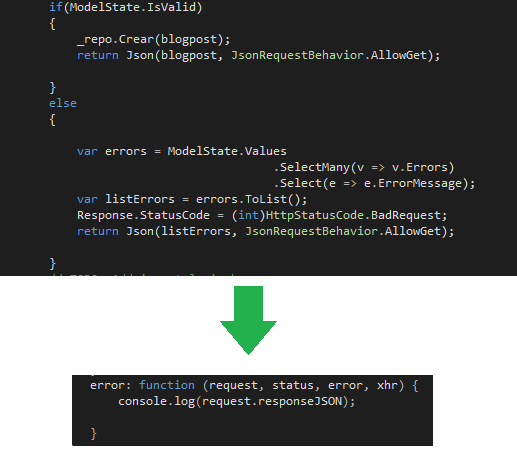 if(ModelState.IsValid)
{
_repo.Crear(blogpost);
return Json(blogpost, JsonRequestBehavior.AllowGet);
}
else
{
var errors = ModelState.Values
.SelectMany(v => v.Errors)
.Select(e => e.ErrorMessage);
var listErrors = errors.ToList();
Response.StatusCode = (int)HttpStatusCode.BadRequest;
return Json(listErrors, JsonRequestBehavior.AllowGet);
}
error: function (request, status, error, xhr) {
console.log(request.responseJSON);
}